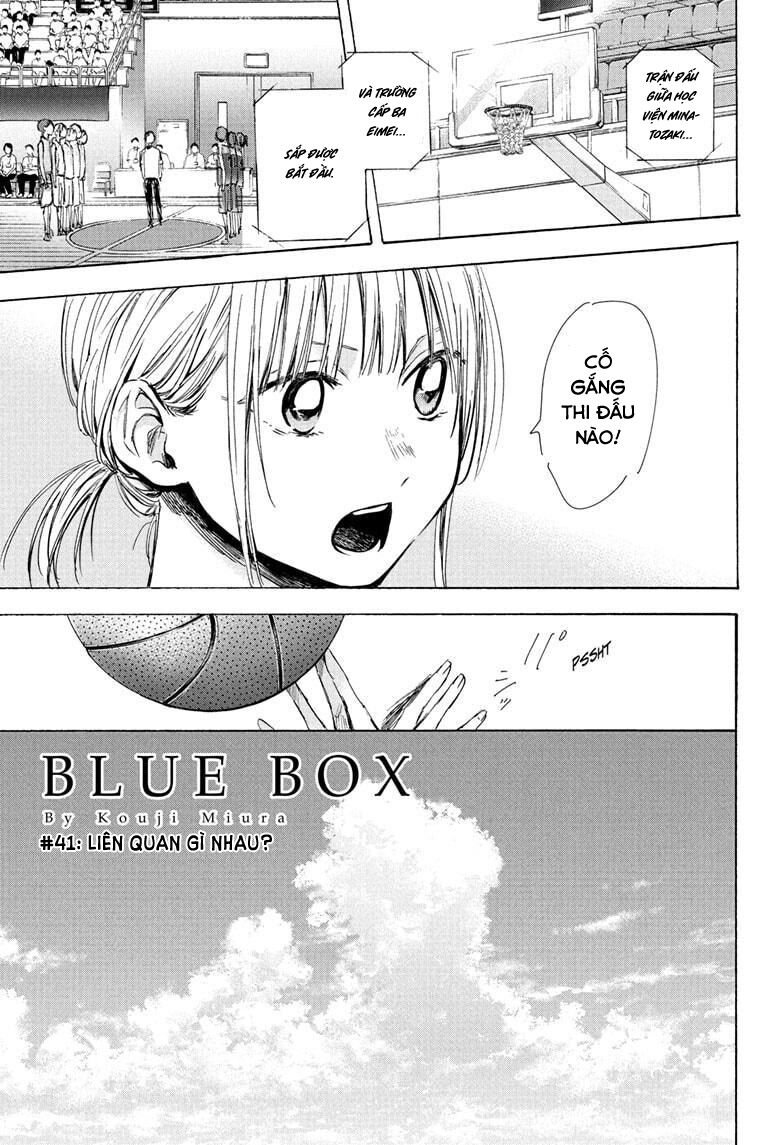 TRẬN ĐẤU
GIỮA HỌC
VIÊN MINA-
TOZAKI...
VÀ TRƯỜNG
CẤP BA
EIMEI...
SẮP ĐƯỢC
BẮT ĐẦU.
CỐ
GẮNG
THI ĐẤU
NÀO!
PSSHT
BLUE BOX
By Kouji Miura
#41: LIÊN QUAN GÌ NHAU?